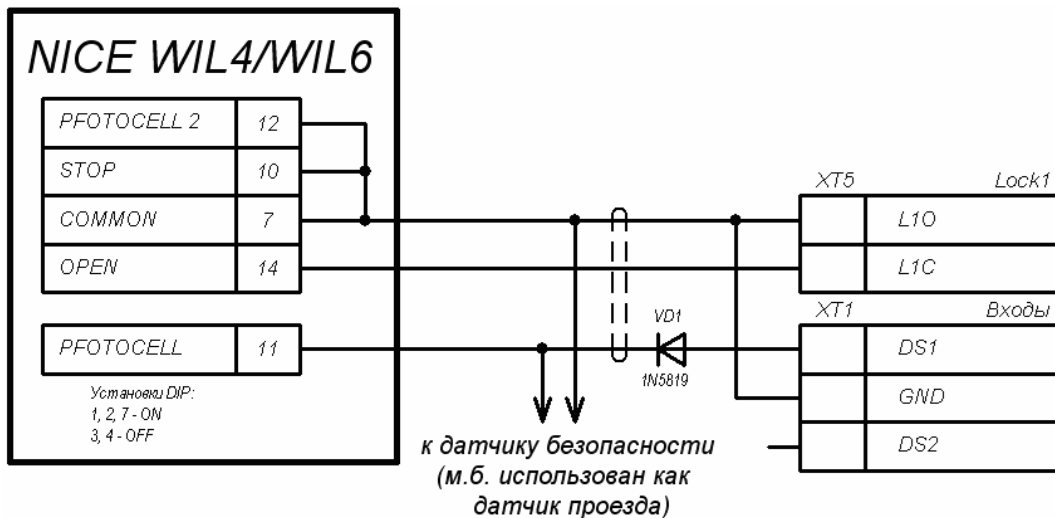 NICE WIL4/WIL6
PFOTOCELL 2 12
STOP 10
COMMON 7
OPEN 14
PFOTOCELL 11
Установки DIP:
1, 2, 7 - ON
3, 4 - OFF
XT5 Lock1
L1O
L1C
XT1 Входы
DS1
GND
DS2
VD1
1N5819
к датчику безопасности
(м.б. использован как
датчик проезда)